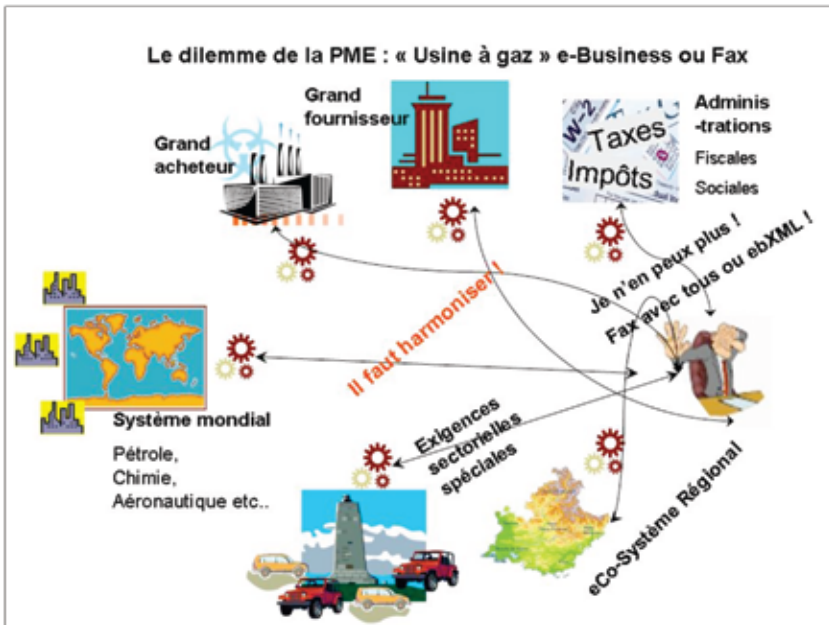 Le dilemme de la PME : « Usine à gaz » e-Business ou Fax
Grand
acheteur
Grand
fournisseur
W-2
Taxes
Impôts
Adminis
-trations
Fiscales
Sociales
Je n'en peux plus !
Fax avec tous ou ebXML !
Il faut harmoniser !
Système mondial
Pétrole,
Chimie,
Aéronautique etc..
Exigences
sectorielles
spéciales
eCo-Système Régional